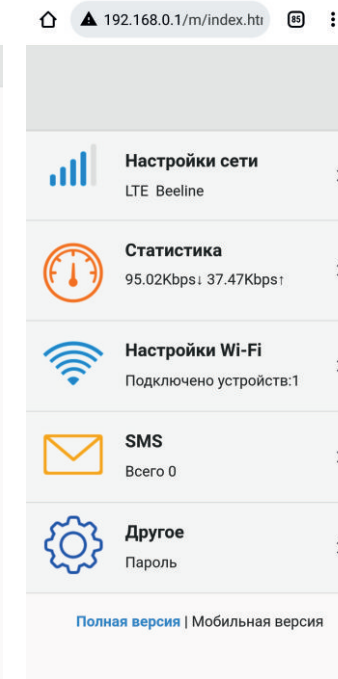 192.168.0.1/m/index.ht
85
Настройки сети
LTE Beeline
Статистика
95.02Kbps↓ 37.47Kbps↑
Настройки Wi-Fi
Подключено устройств:1
SMS
Всего 0
Другое
Пароль
Полная версия | Мобильная версия